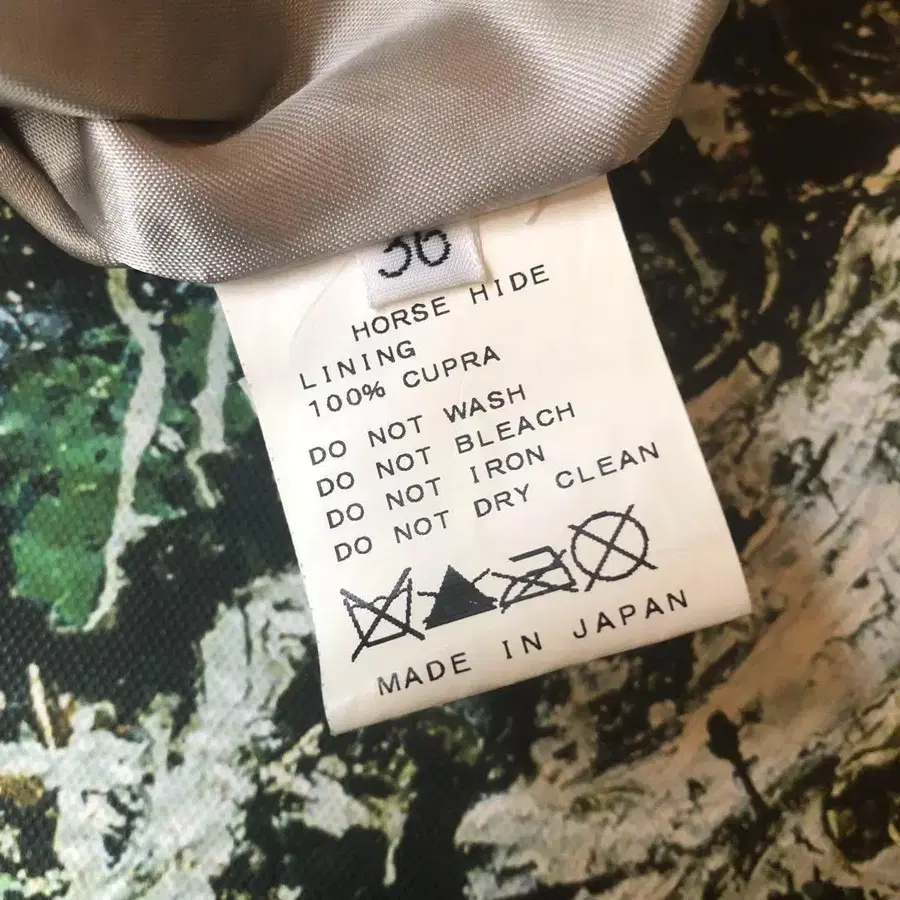 36
HORSE HIDE
LINING
100% CUPRA
DO NOT WASH
DO NOT BLEACH
DO NOT IRON
DO NOT DRY CLEAN
MADE IN JAPAN